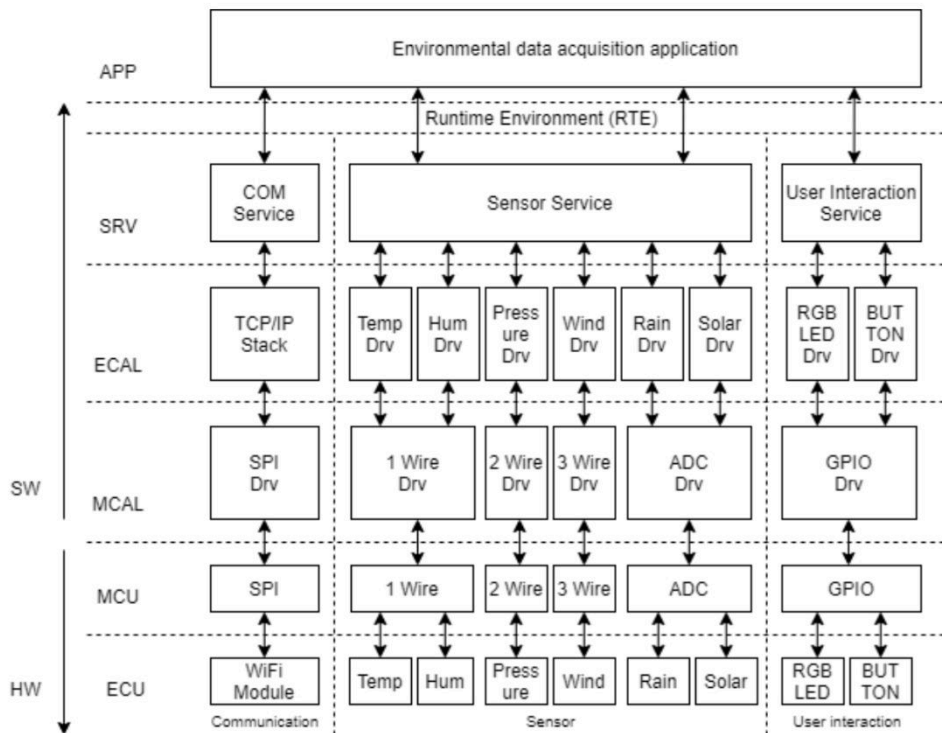 Environmental data acquisition application
APP
Runtime Environment (RTE)
COM
Service
Sensor Service
User Interaction
Service
SRV
TCP/IP
Stack
Temp
Drv
Hum
Drv
Press
ure
Drv
Wind
Drv
Rain
Drv
Solar
Drv
RGB
LED
Drv
BUT
TON
Drv
ECAL
SPI
Drv
1 Wire
Drv
2 Wire
Drv
3 Wire
Drv
ADC
Drv
GPIO
Drv
SW
MCAL
MCU
SPI
1 Wire
2 Wire
3 Wire
ADC
GPIO
HW
ECU
WiFi
Module
Temp
Hum
Press
ure
Wind
Rain
Solar
RGB
LED
BUT
TON
Communication
Sensor
User interaction